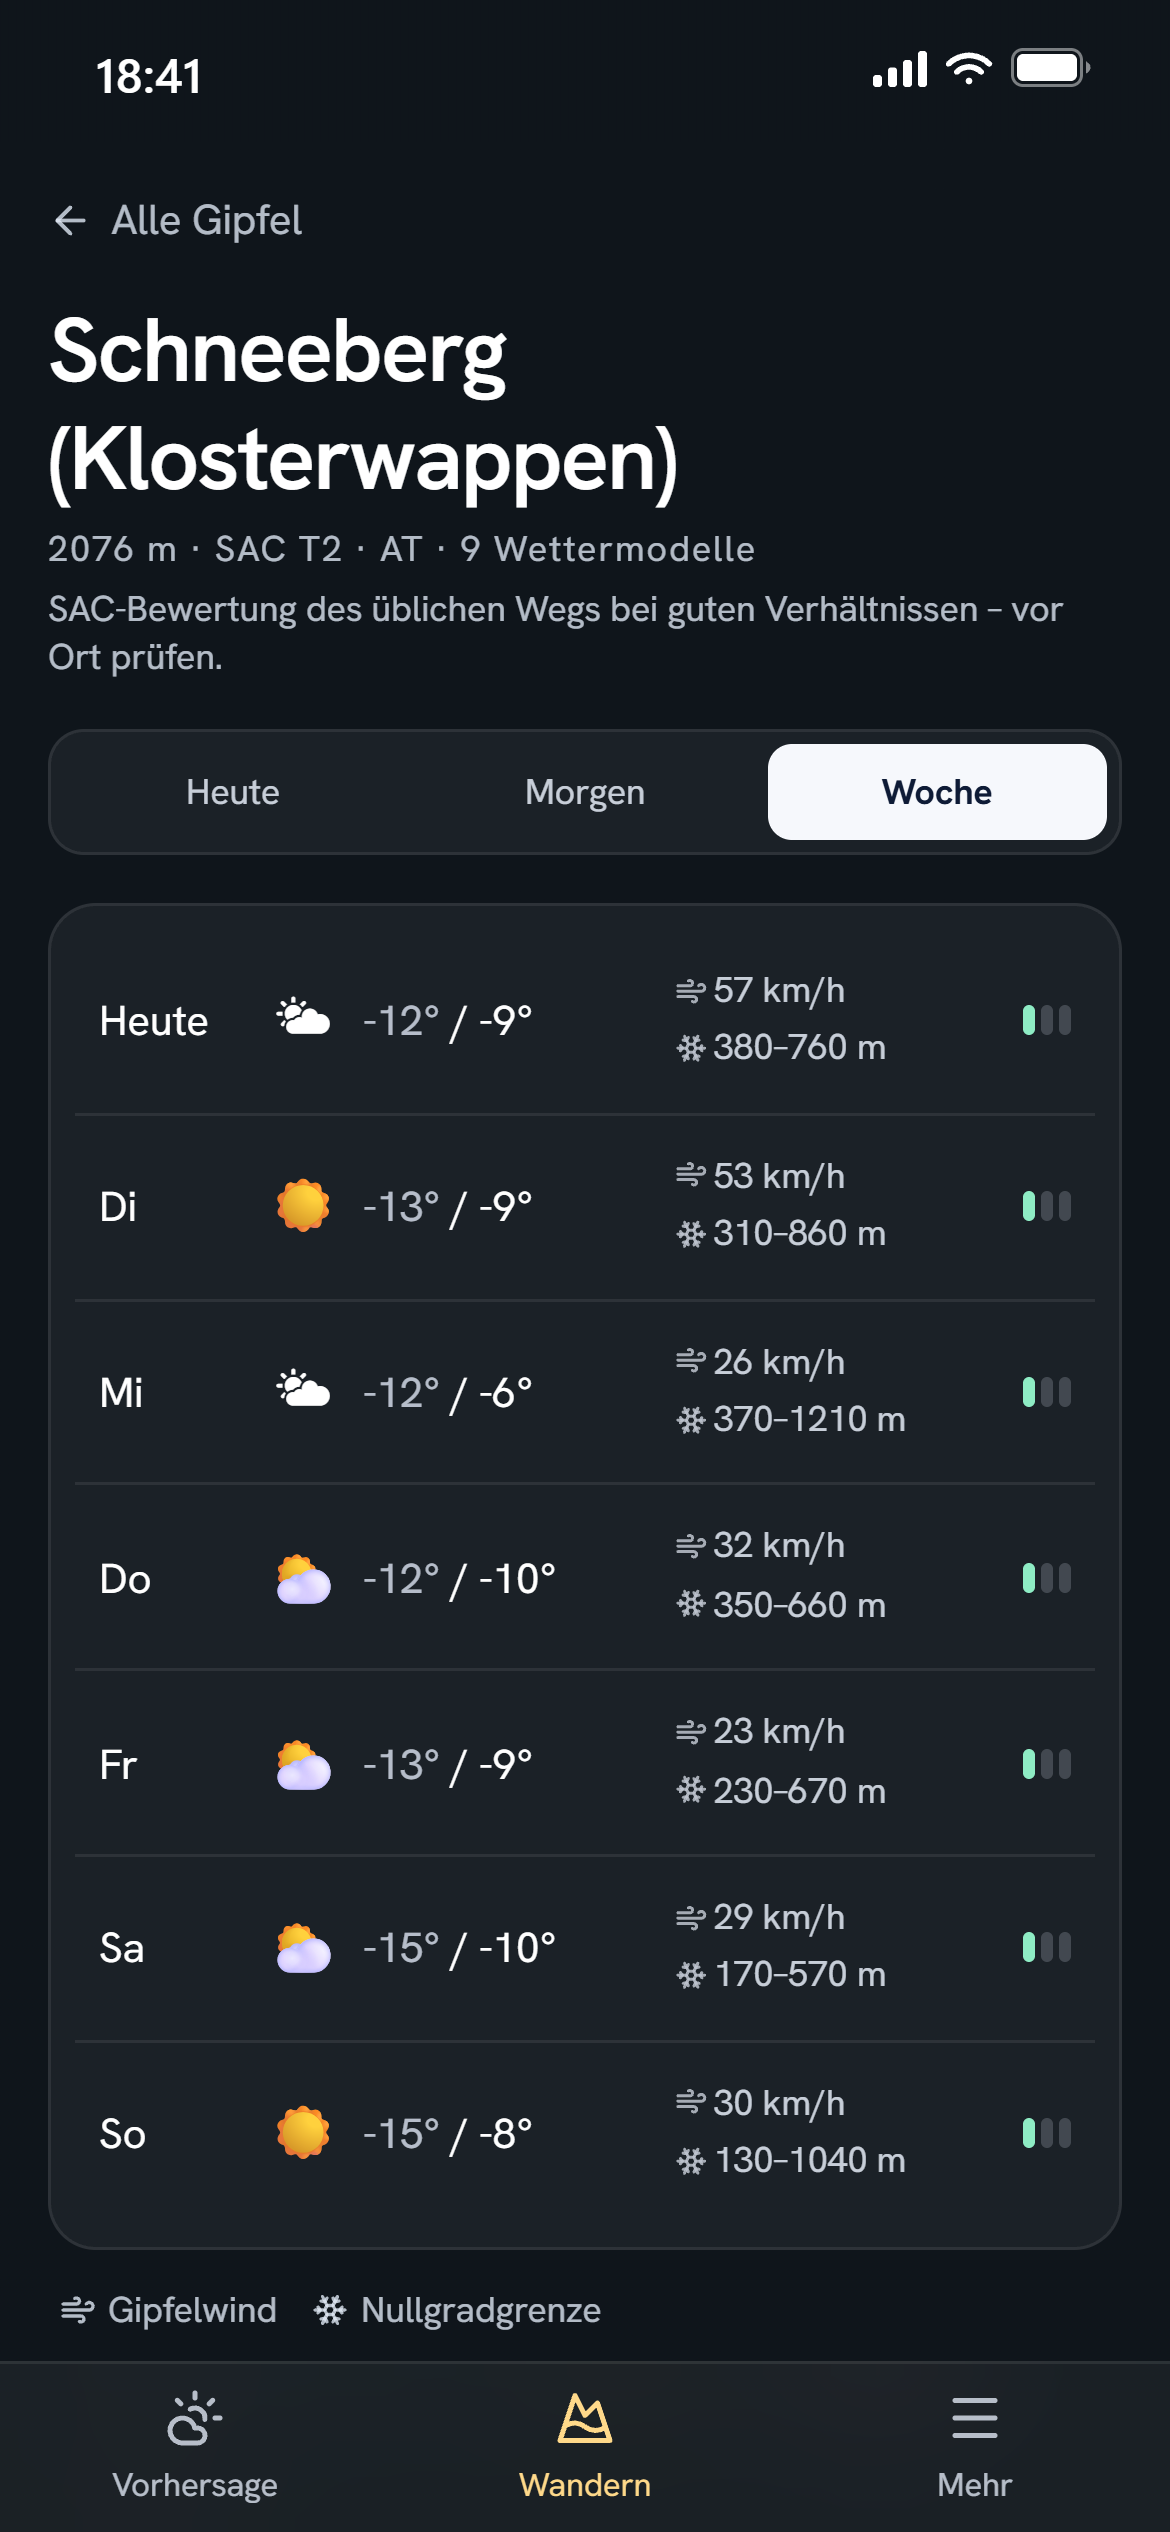 18:41
Alle Gipfel
Schneeberg
(Klosterwappen)
2076 m · SAC T2 · AT · 9 Wettermodelle
SAC-Bewertung des üblichen Wegs bei guten Verhältnissen – vor
Ort prüfen.
Heute Morgen Woche
Heute -12° / -9° 57 km/h
380–760 m
Di -13° / -9° 53 km/h
310–860 m
Mi -12° / -6° 26 km/h
370–1210 m
Do -12° / -10° 32 km/h
350–660 m
Fr -13° / -9° 23 km/h
230–670 m
Sa -15° / -10° 29 km/h
170–570 m
So -15° / -8° 30 km/h
130–1040 m
Gipfelwind Nullgradgrenze
Vorhersage Wandern Mehr